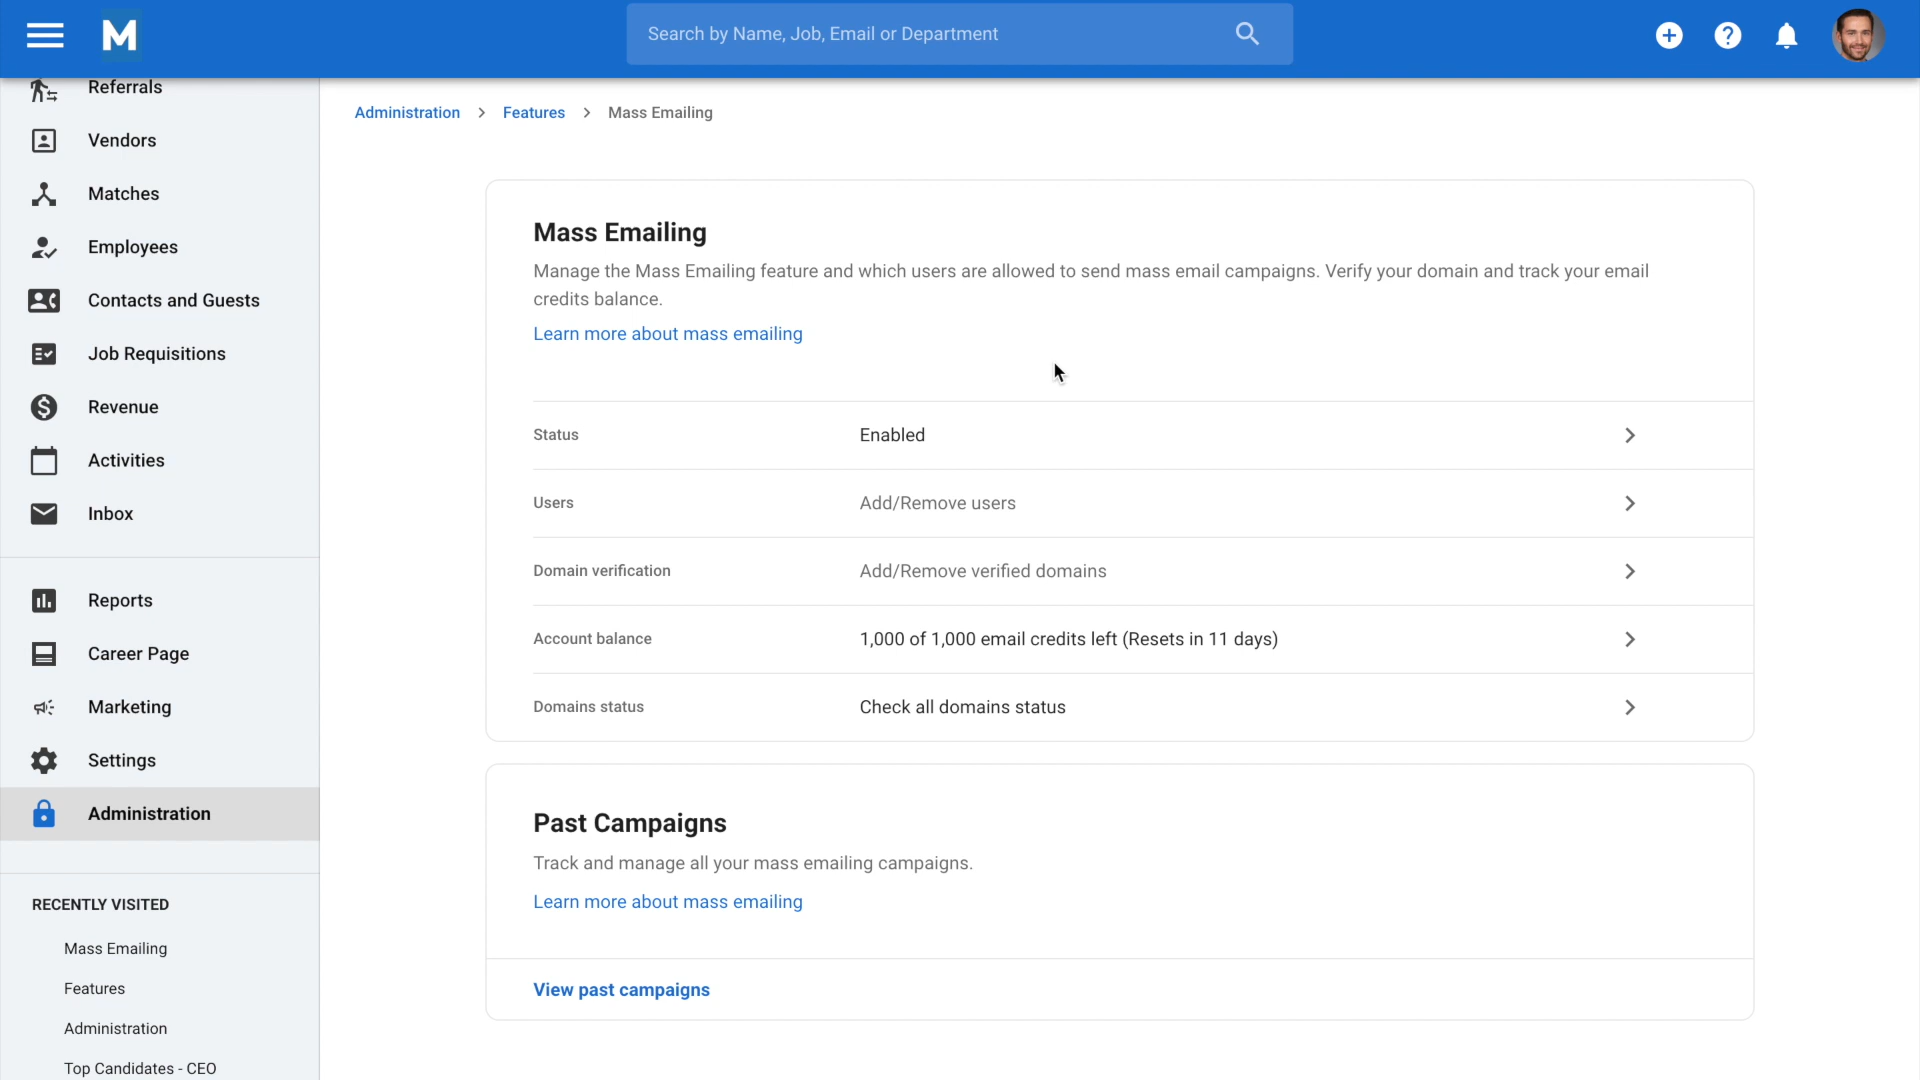 M
Search by Name, Job, Email or Department
Referrals
Vendors
Matches
Employees
Contacts and Guests
Job Requisitions
Revenue
Activities
Inbox
Reports
Career Page
Marketing
Settings
Administration
RECENTLY VISITED
Mass Emailing
Features
Administration
Top Candidates - CEO
Administration > Features > Mass Emailing
Mass Emailing
Manage the Mass Emailing feature and which users are allowed to send mass email campaigns. Verify your domain and track your email
credits balance.
Learn more about mass emailing
Status Enabled
Users Add/Remove users
Domain verification Add/Remove verified domains
Account balance 1,000 of 1,000 email credits left (Resets in 11 days)
Domains status Check all domains status
Past Campaigns
Track and manage all your mass emailing campaigns.
Learn more about mass emailing
View past campaigns